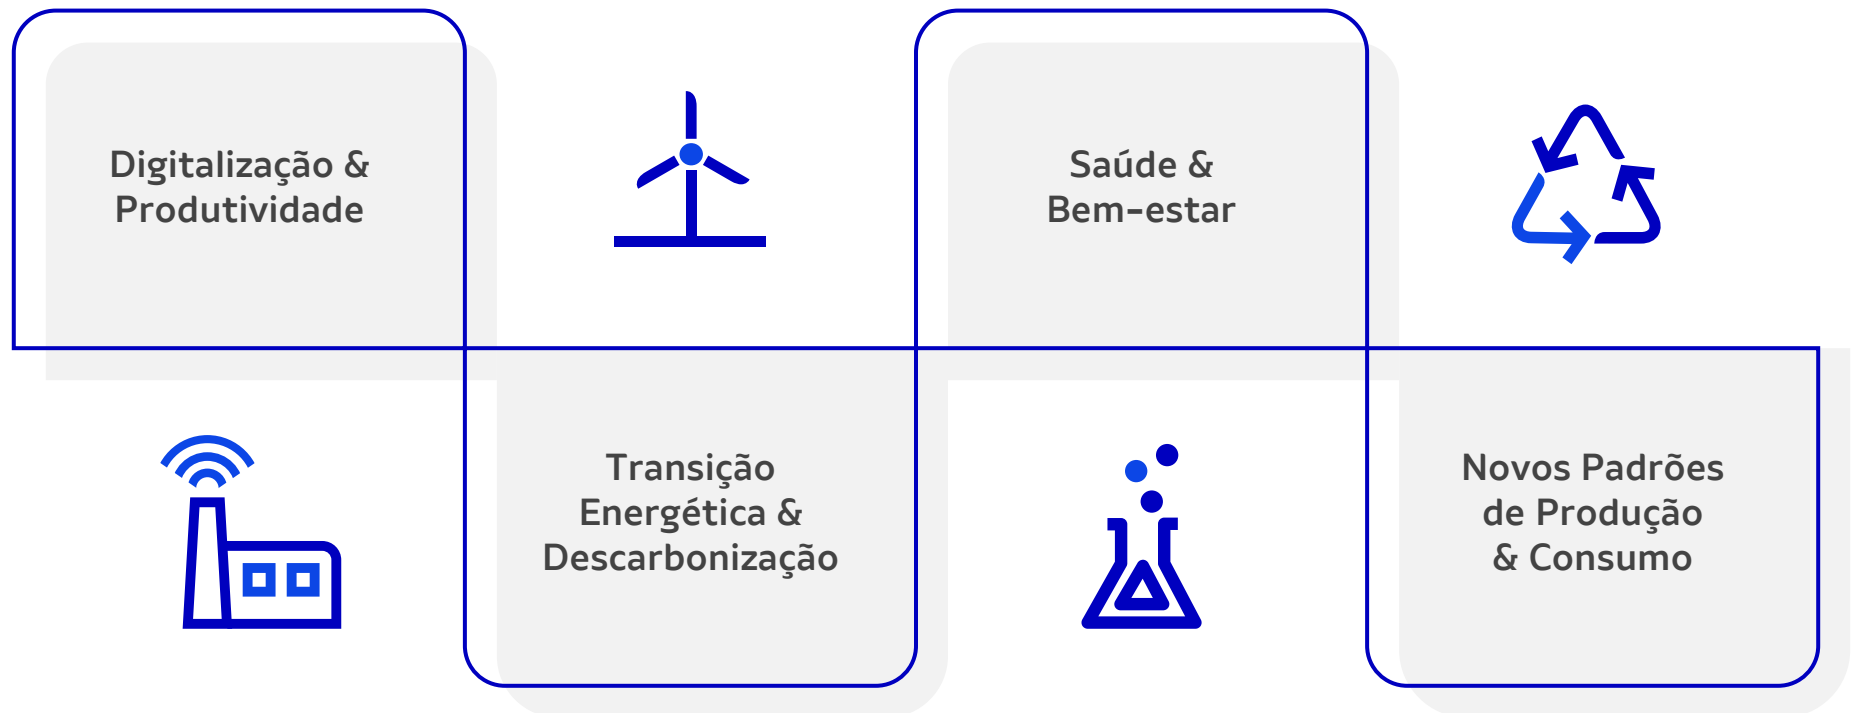 Digitalização &
Produtividade
Saúde &
Bem-estar
Transição
Energética &
Descarbonização
Novos Padrões
de Produção
& Consumo